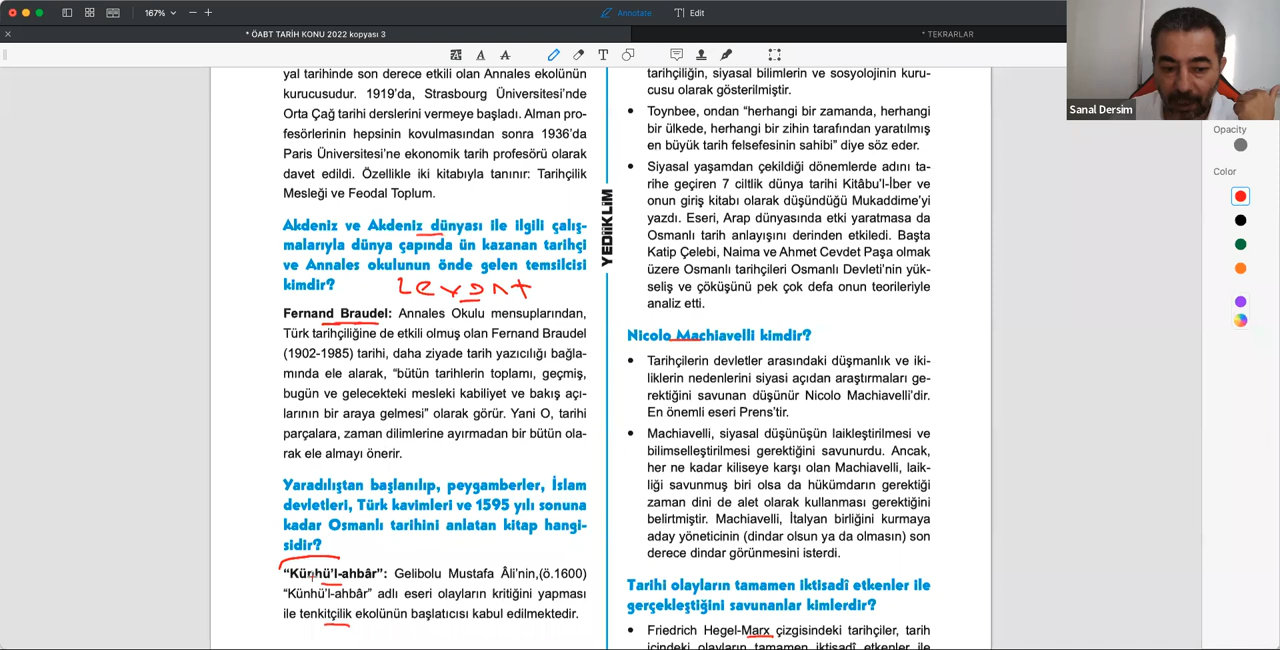 167%
Annotate
Edit
* ÖABT TARİH KONU 2022 kopyası 3
* TEKRARLAR
Sanal Dersim
Opacity
Color
yal tarihinde son derece etkili olan Annales ekolünün
kurucusudur. 1919’da, Strasbourg Üniversitesi’nde
Orta Çağ tarihi derslerini vermeye başladı. Alman pro-
fesörlerinin hepsinin kovulmasından sonra 1936’da
Paris Üniversitesi’ne ekonomik tarih profesörü olarak
davet edildi. Özellikle iki kitabıyla tanınır: Tarihçilik
Mesleği ve Feodal Toplum.
Akdeniz ve Akdeniz dünyası ile ilgili çalış-
malarıyla dünya çapında ün kazanan tarihçi
ve Annales okulunun önde gelen temsilcisi
kimdir?
Levant
Fernand Braudel: Annales Okulu mensuplarından,
Türk tarihçiliğine de etkili olmuş olan Fernand Braudel
(1902-1985) tarihi, daha ziyade tarih yazıcılığı bağla-
mında ele alarak, “bütün tarihlerin toplamı, geçmiş,
bugün ve gelecekteki mesleki kabiliyet ve bakış açı-
larının bir araya gelmesi” olarak görür. Yani O, tarihi
parçalara, zaman dilimlerine ayırmadan bir bütün ola-
rak ele almayı önerir.
Yaradılıştan başlanılıp, peygamberler, İslam
devletleri, Türk kavimleri ve 1595 yılı sonuna
kadar Osmanlı tarihini anlatan kitap hangi-
sidir?
“Künhü’l-ahbâr”: Gelibolu Mustafa Âli’nin,(ö.1600)
“Künhü’l-ahbâr” adlı eseri olayların kritiğini yapması
ile tenkitçilik ekolünün başlatıcısı kabul edilmektedir.
YEDİİKLİM
tarihçiliğin, siyasal bilimlerin ve sosyolojinin kuru-
cusu olarak gösterilmiştir.
• Toynbee, ondan “herhangi bir zamanda, herhangi
bir ülkede, herhangi bir zihin tarafından yaratılmış
en büyük tarih felsefesinin sahibi” diye söz eder.
• Siyasal yaşamdan çekildiği dönemlerde adını ta-
rihe geçiren 7 ciltlik dünya tarihi Kitâbu’l-İber ve
onun giriş kitabı olarak düşündüğü Mukaddime’yi
yazdı. Eseri, Arap dünyasında etki yaratmasa da
Osmanlı tarih anlayışını derinden etkiledi. Başta
Katip Çelebi, Naima ve Ahmet Cevdet Paşa olmak
üzere Osmanlı tarihçileri Osmanlı Devleti’nin yük-
seliş ve çöküşünü pek çok defa onun teorileriyle
analiz etti.
Nicolo Machiavelli kimdir?
• Tarihçilerin devletler arasındaki düşmanlık ve iki-
liklerin nedenlerini siyasi açıdan araştırmaları ge-
rektiğini savunan düşünür Nicolo Machiavelli’dir.
En önemli eseri Prens’tir.
• Machiavelli, siyasal düşünüşün laikleştirilmesi ve
bilimselleştirilmesi gerektiğini savunurdu. Ancak,
her ne kadar kiliseye karşı olan Machiavelli, laik-
liği savunmuş biri olsa da hükümdarın gerektiği
zaman dini de alet olarak kullanması gerektiğini
belirtmiştir. Machiavelli, İtalyan birliğini kurmaya
aday yöneticinin (dindar olsun ya da olmasın) son
derece dindar görünmesini isterdi.
Tarihi olayların tamamen iktisadî etkenler ile
gerçekleştiğini savunanlar kimlerdir?
• Friedrich Hegel-Marx çizgisindeki tarihçiler, tarih
içindeki olayların tamamen iktisadî etkenler ile